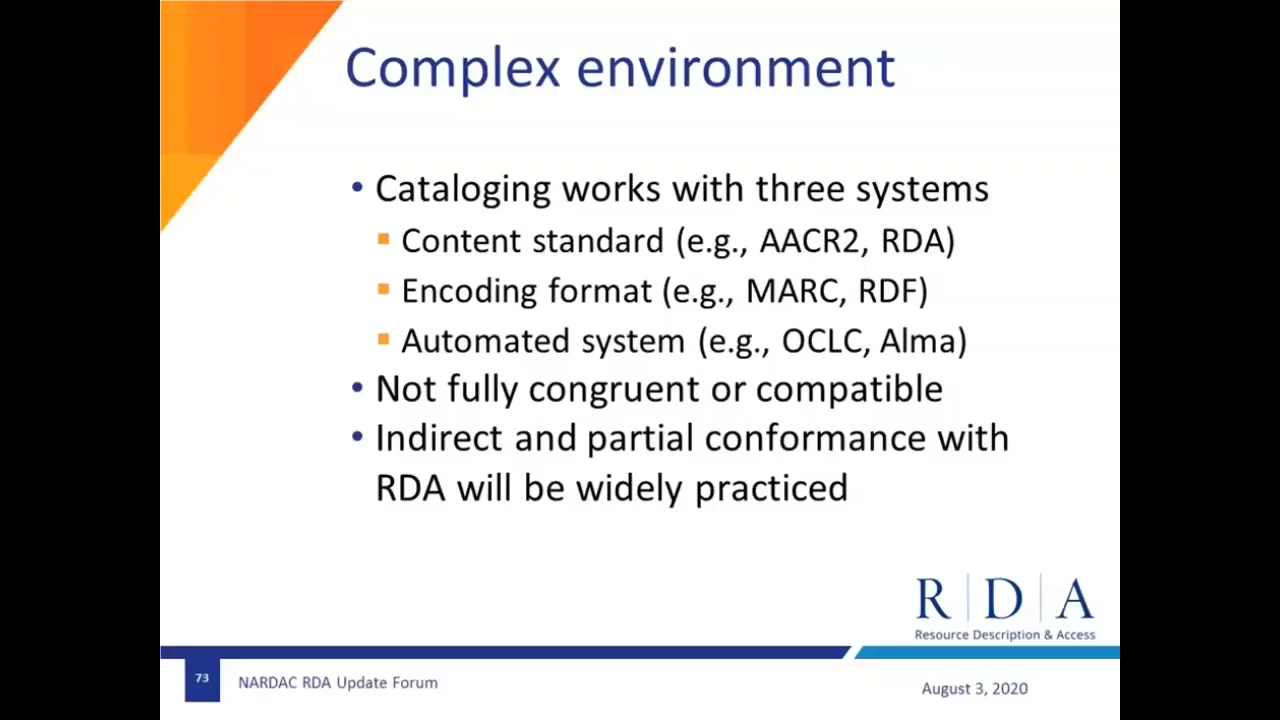 Complex environment
• Cataloging works with three systems
▪ Content standard (e.g., AACR2, RDA)
▪ Encoding format (e.g., MARC, RDF)
▪ Automated system (e.g., OCLC, Alma)
• Not fully congruent or compatible
• Indirect and partial conformance with
RDA will be widely practiced
R|D|A
Resource Description & Access
73
NARDAC RDA Update Forum
August 3, 2020